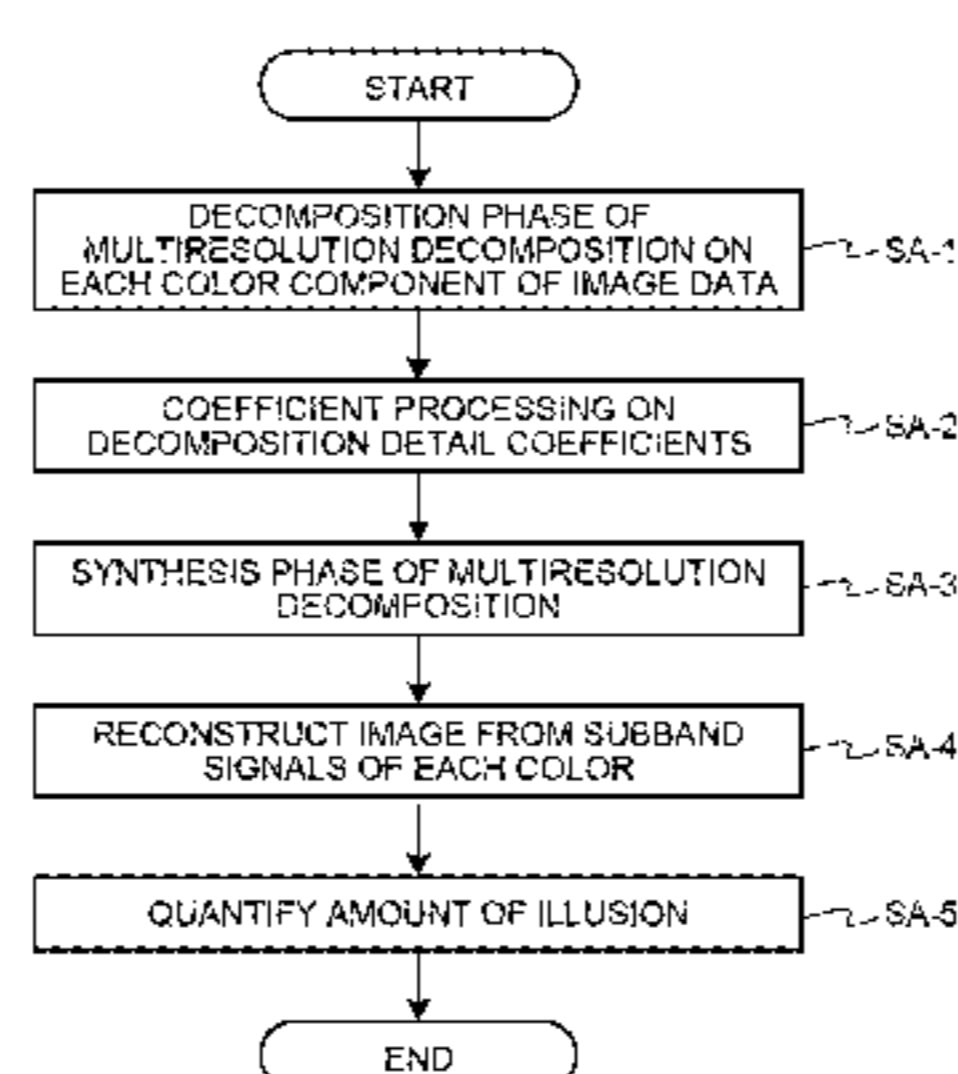 START
DECOMPOSITION PHASE OF
MULTIRESOLUTION DECOMPOSITION ON
EACH COLOR COMPONENT OF IMAGE DATA
SA-1
COEFFICIENT PROCESSING ON
DECOMPOSITION DETAIL COEFFICIENTS
SA-2
SYNTHESIS PHASE OF MULTIRESOLUTION
DECOMPOSITION
SA-3
RECONSTRUCT IMAGE FROM SUBBAND
SIGNALS OF EACH COLOR
SA-4
QUANTIFY AMOUNT OF ILLUSION
SA-5
END